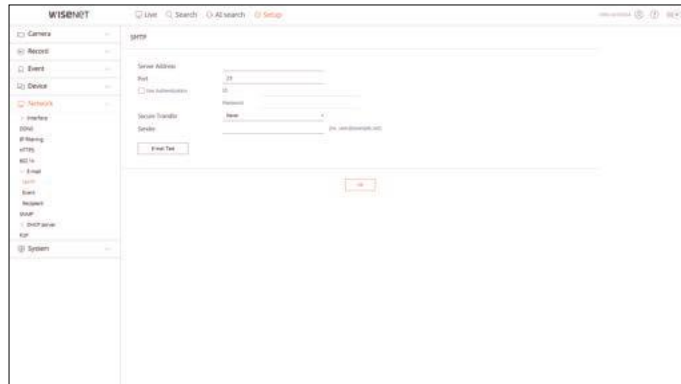 WISENET
Live Search AI search Setup
Camera
Record
Event
Device
Network
Interface
DDNS
IP filtering
HTTPS
802.1x
E-mail
SMTP
Event
Recipient
SNMP
DHCP Server
P2P
System
SMTP
Server Address
Port 25
Use Authentication ID
Password
Secure Transfer None
Sender
E-mail Test
OK